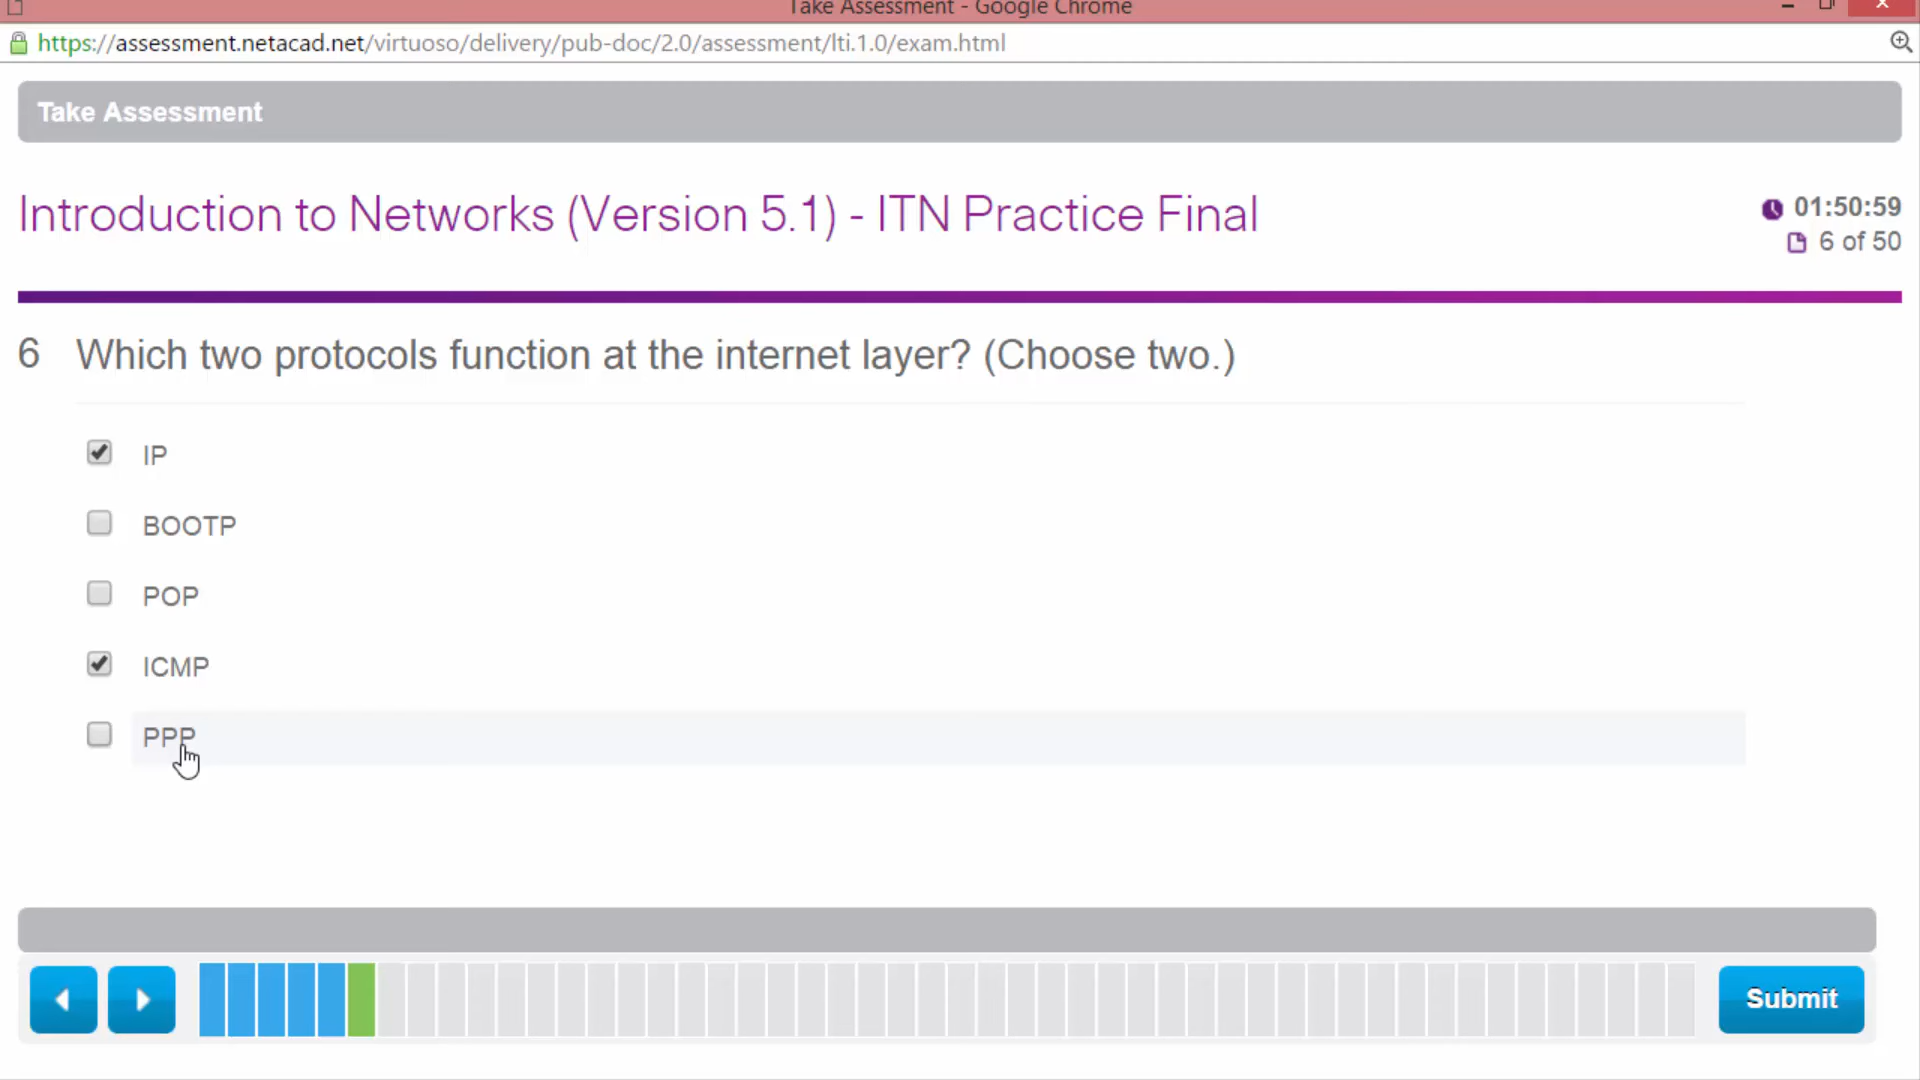 Take Assessment - Google Chrome
https://assessment.netacad.net/virtuoso/delivery/pub-doc/2.0/assessment/lti.1.0/exam.html
Take Assessment
Introduction to Networks (Version 5.1) - ITN Practice Final
01:50:59
6 of 50
6 Which two protocols function at the internet layer? (Choose two.)
IP
BOOTP
POP
ICMP
PPP
Submit